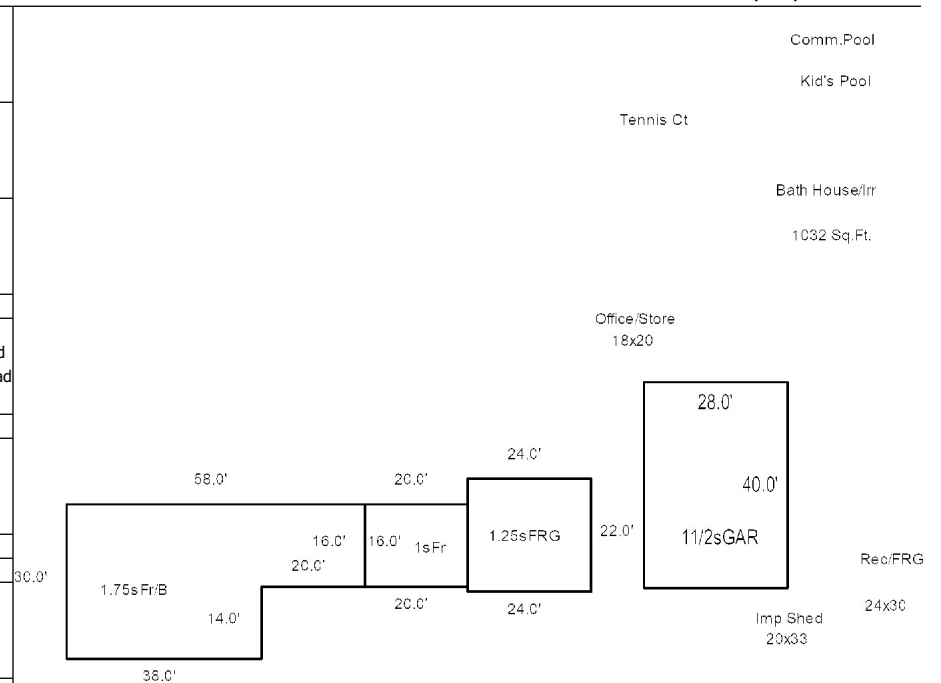 Comm.Pool
Kid's Pool
Tennis Ct
Bath House/Irr
1032 Sq.Ft.
Office/Store
18x20
28.0'
24.0'
58.0'
20.0'
40.0'
16.0'
16.0'
1sFr
1.25sFRG
22.0'
11/2sGAR
20.0'
Rec/FRG
30.0'
1.75sFr/B
20.0'
24.0'
24x30
14.0'
Imp Shed
20x33
38.0'